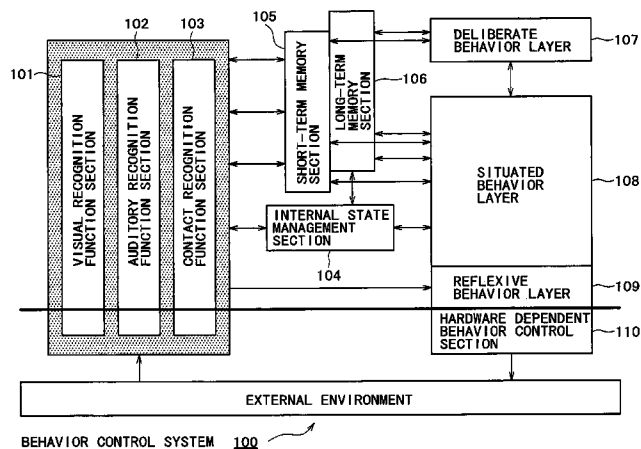 101
102
103
VISUAL RECOGNITION
FUNCTION SECTION
AUDITORY RECOGNITION
FUNCTION SECTION
CONTACT RECOGNITION
FUNCTION SECTION
105
SHORT-TERM MEMORY
SECTION
LONG-TERM
MEMORY
SECTION
106
INTERNAL STATE
MANAGEMENT
SECTION
104
DELIBERATE
BEHAVIOR LAYER
107
SITUATED
BEHAVIOR
LAYER
108
REFLEXIVE
BEHAVIOR LAYER
109
HARDWARE DEPENDENT
BEHAVIOR CONTROL
SECTION
110
EXTERNAL ENVIRONMENT
BEHAVIOR CONTROL SYSTEM 100